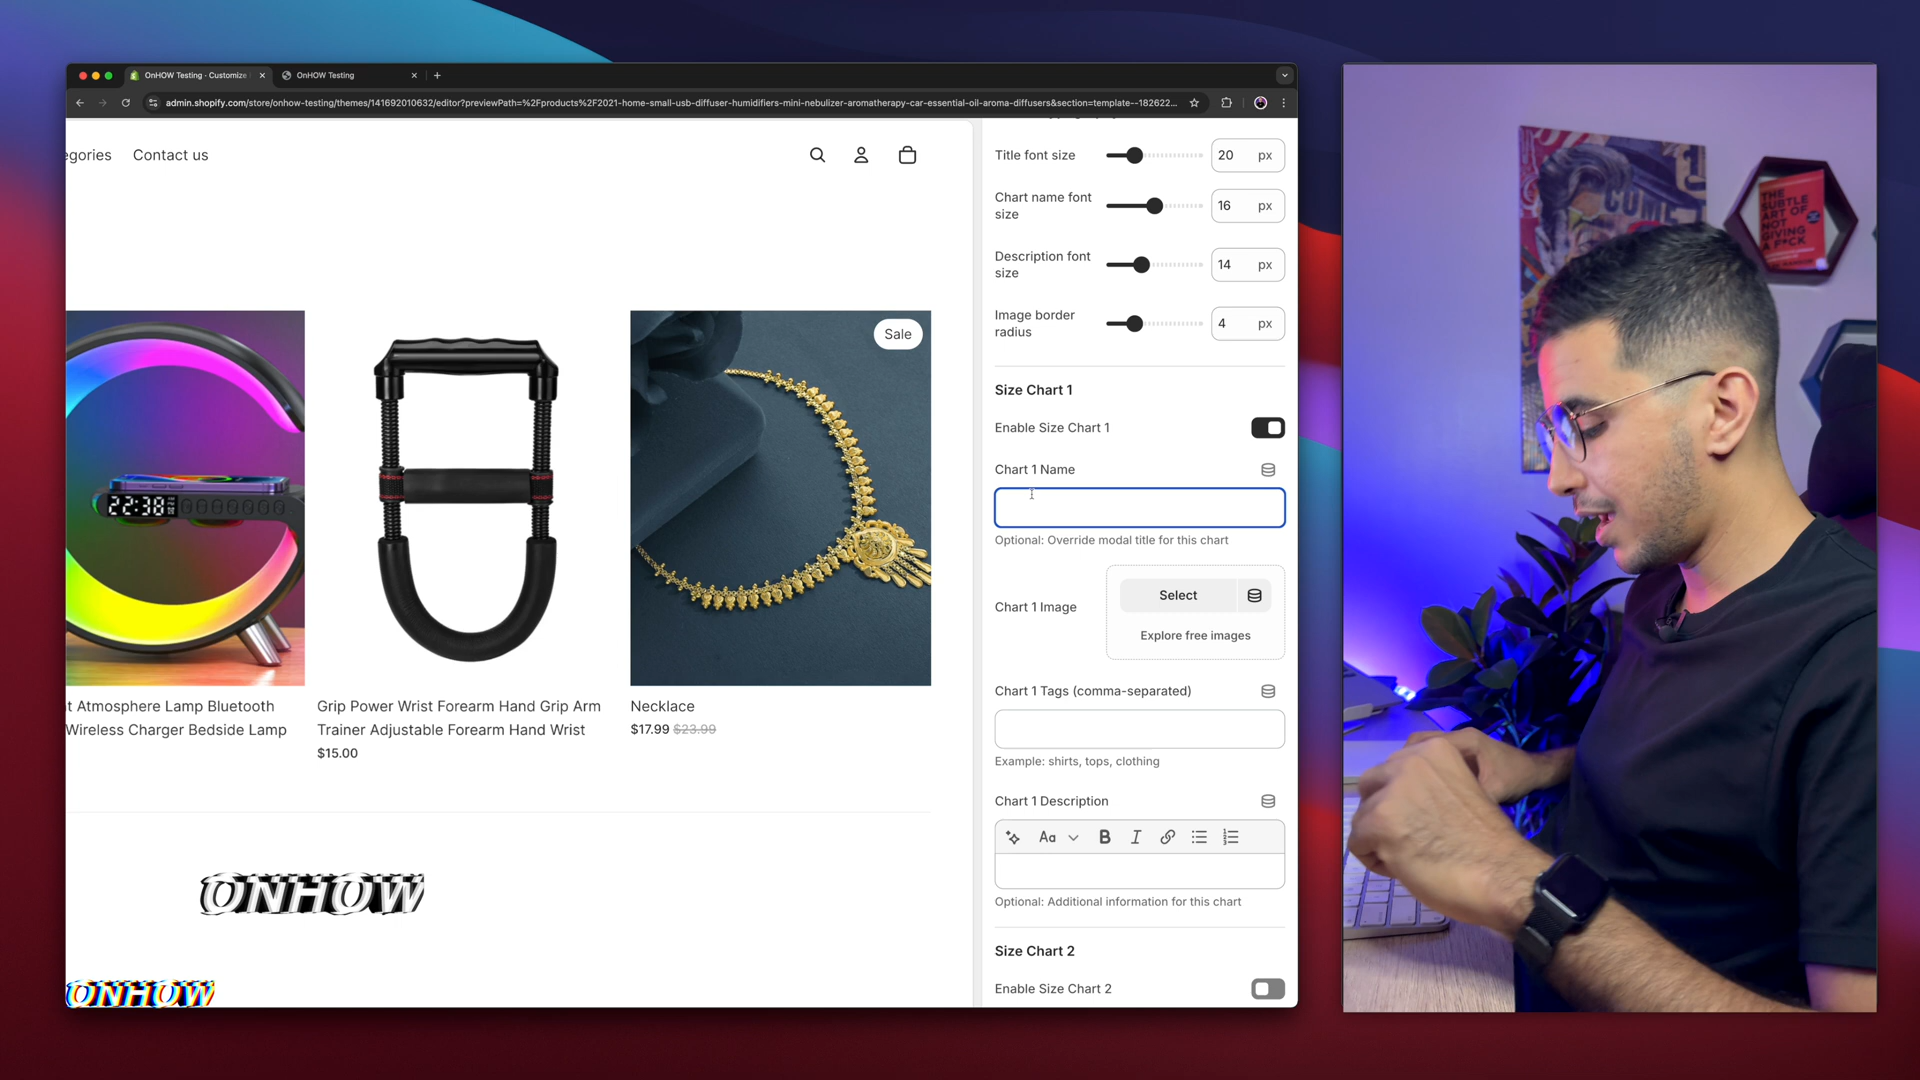 OnHOW Testing · Customize
OnHOW Testing
admin.shopify.com/store/onhow-testing/themes/141692010632/editor?previewPath=%2Fproducts%2F2021-home-small-usb-diffuser-humidifiers-mini-nebulizer-aromatherapy-car-essential-oil-aroma-diffusers&section=template--182622...
egories
Contact us
Title font size
20 px
Chart name font
size
16 px
Description font
size
14 px
Image border
radius
4 px
Size Chart 1
Enable Size Chart 1
Chart 1 Name
Optional: Override modal title for this chart
Chart 1 Image
Select
Explore free images
Chart 1 Tags (comma-separated)
Example: shirts, tops, clothing
Chart 1 Description
Aa
B
I
Optional: Additional information for this chart
Size Chart 2
Enable Size Chart 2
22:30
Sale
t Atmosphere Lamp Bluetooth
Wireless Charger Bedside Lamp
Grip Power Wrist Forearm Hand Grip Arm
Trainer Adjustable Forearm Hand Wrist
$15.00
Necklace
$17.99 $23.99
ONHOW
ONHOW
THE
SUBTLE
ART OF
NOT
GIVING
A F*CK